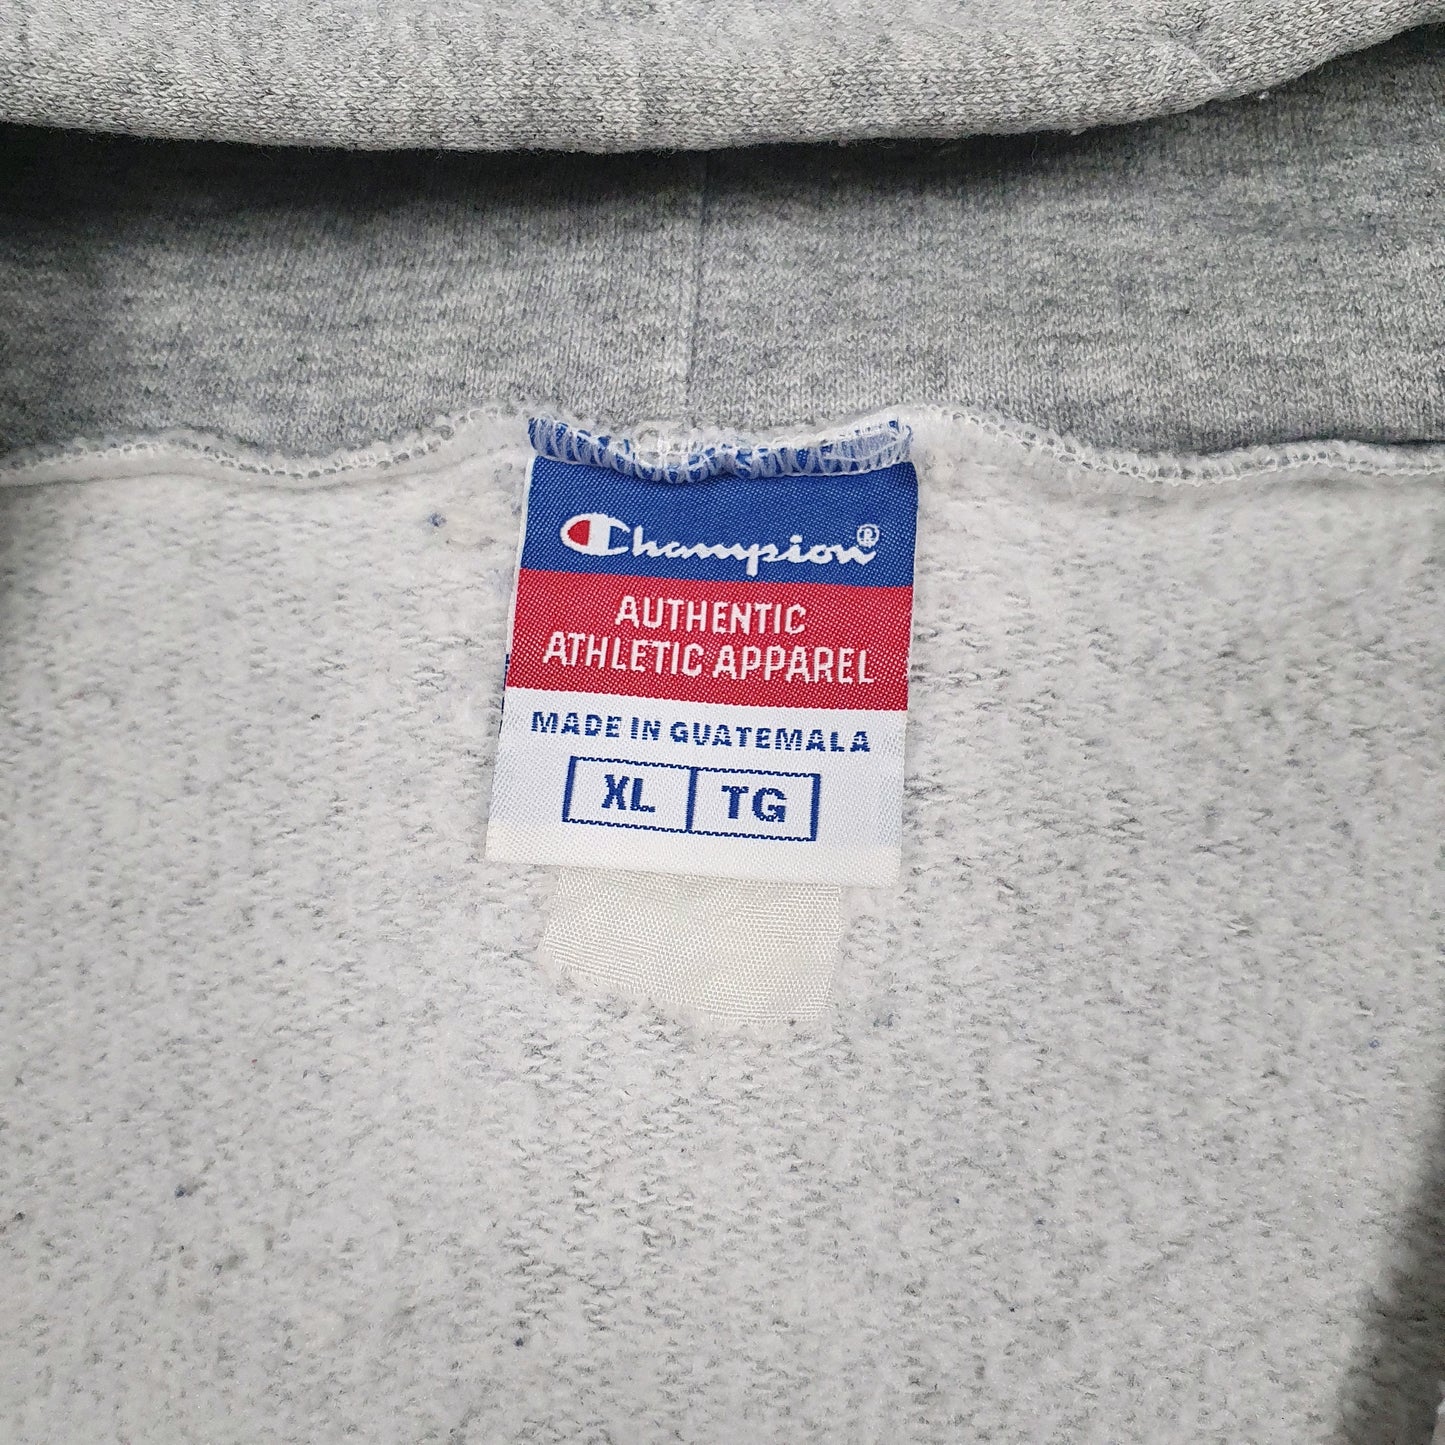 Champion®
AUTHENTIC
ATHLETIC APPAREL
MADE IN GUATEMALA
XL TG